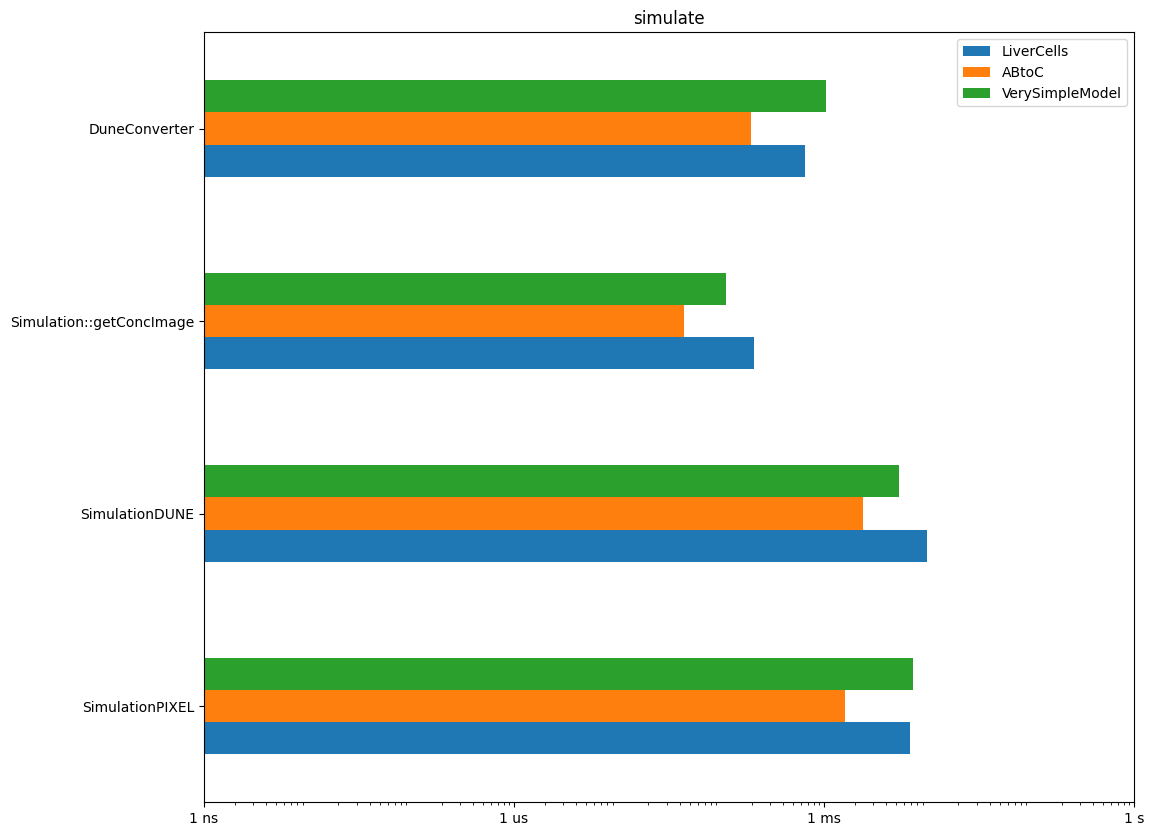 simulate
LiverCells
ABtoC
VerySimpleModel
DuneConverter
Simulation::getConcImage
SimulationDUNE
SimulationPIXEL
1 ns
1 us
1 ms
1 s